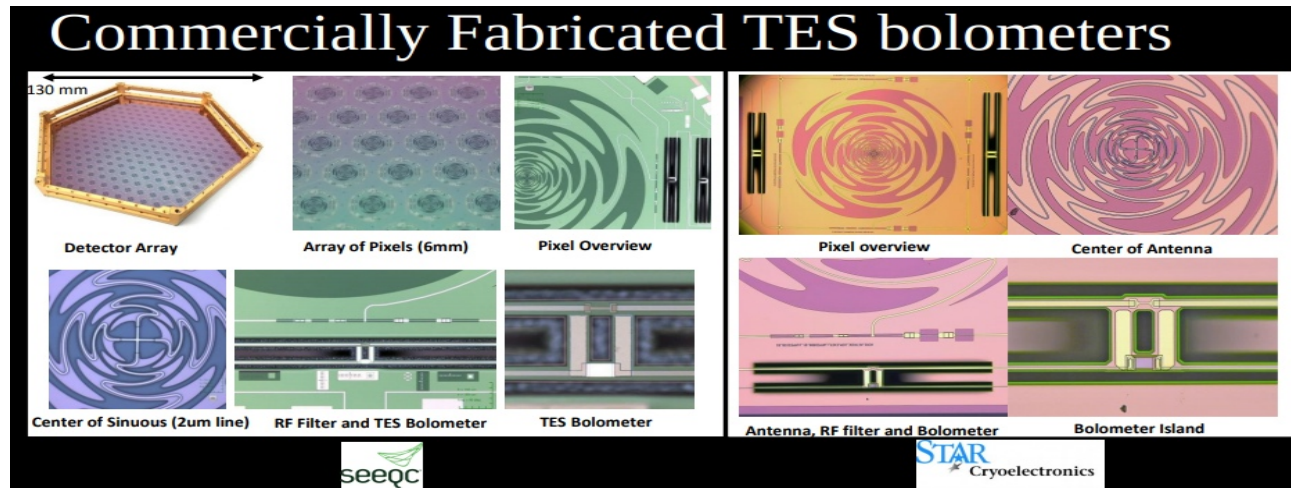 Commercially Fabricated TES bolometers
130 mm
Detector Array
Array of Pixels (6mm)
Pixel Overview
Pixel overview
Center of Antenna
Center of Sinuous (2um line)
RF Filter and TES Bolometer
TES Bolometer
Antenna, RF filter and Bolometer
Bolometer Island
seeQC
STAR
Cryoelectronics